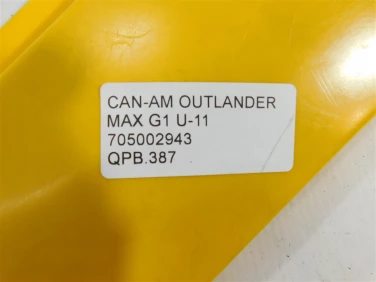 CAN-AM OUTLANDER
MAX G1 U-11
705002943
QPB.387